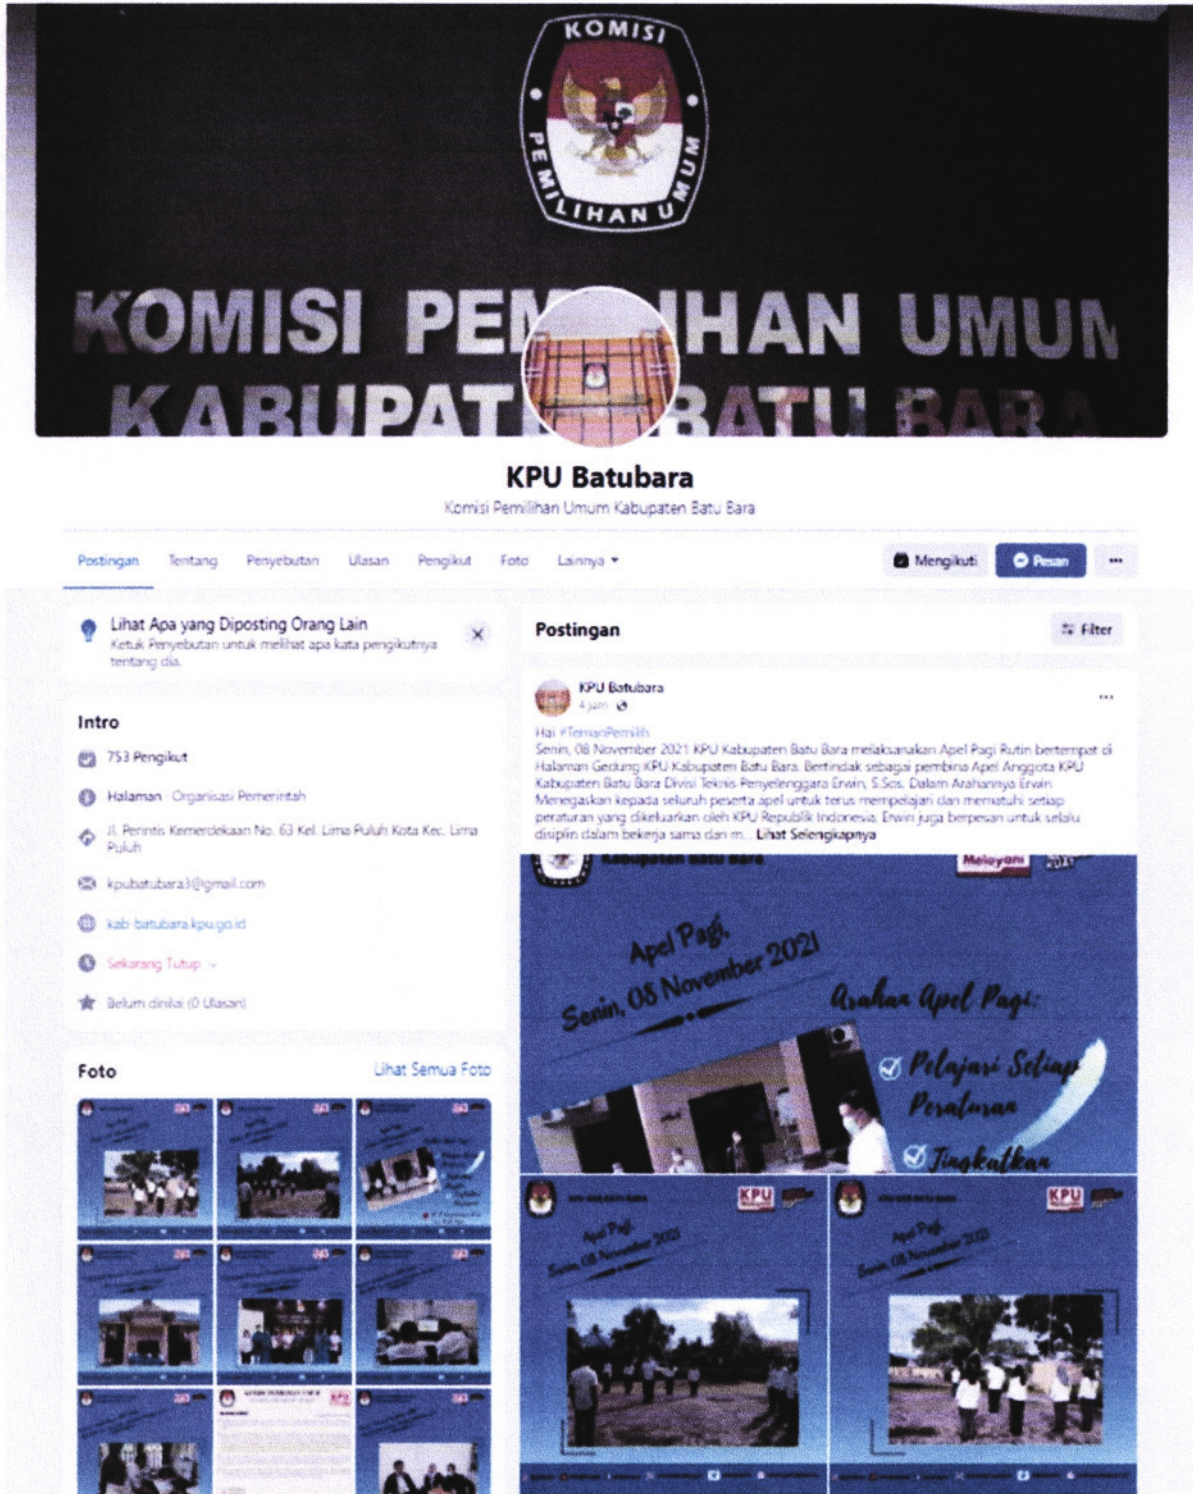 KOMISI
PEMILIHAN UMUM
KOMISI PEM IHAN UMUM
KABUPAT BATU BARA
KPU Batubara
Komisi Pemilihan Umum Kabupaten Batu Bara
Postingan Tentang Penyebutan Ulasan Pengikut Foto Lainnya
Mengikuti Pesan
Lihat Apa yang Diposting Orang Lain
Ketuk Penyebutan untuk melihat apa kata pengikutnya
tentang dia.
Intro
753 Pengikut
Halaman · Organisasi Pemerintah
Jl. Perintis Kemerdekaan No. 63 Kel. Lima Puluh Kota Kec. Lima
Puluh
kpubatubara3@gmail.com
kab-batubara.kpu.go.id
Sekarang Tutup
Belum dinilai (0 Ulasan)
Foto Lihat Semua Foto
Postingan Filter
KPU Batubara
4 jam
Hai #TemanPemilih
Senin, 08 November 2021 KPU Kabupaten Batu Bara melaksanakan Apel Pagi Rutin bertempat di
Halaman Gedung KPU Kabupaten Batu Bara. Bertindak sebagai pembina Apel Anggota KPU
Kabupaten Batu Bara Divisi Teknis Penyelenggara Erwin, S.Sos. Dalam Arahannya Erwin
Menegaskan kepada seluruh peserta apel untuk terus mempelajari dan mematuhi setiap
peraturan yang dikeluarkan oleh KPU Republik Indonesia. Erwin juga berpesan untuk selalu
disiplin dalam bekerja sama dan m... Lihat Selengkapnya
Kabupaten Batu Bara
Melayani
Apel Pagi,
Senin, 08 November 2021
Arahan Apel Pagi:
Pelajari Setiap
Peraturan
Tingkatkan
KPU KAB BATU BARA
KPU
Apel Pagi,
Senin, 08 November 2021
KPU KAB BATU BARA
KPU
Apel Pagi,
Senin, 08 November 2021